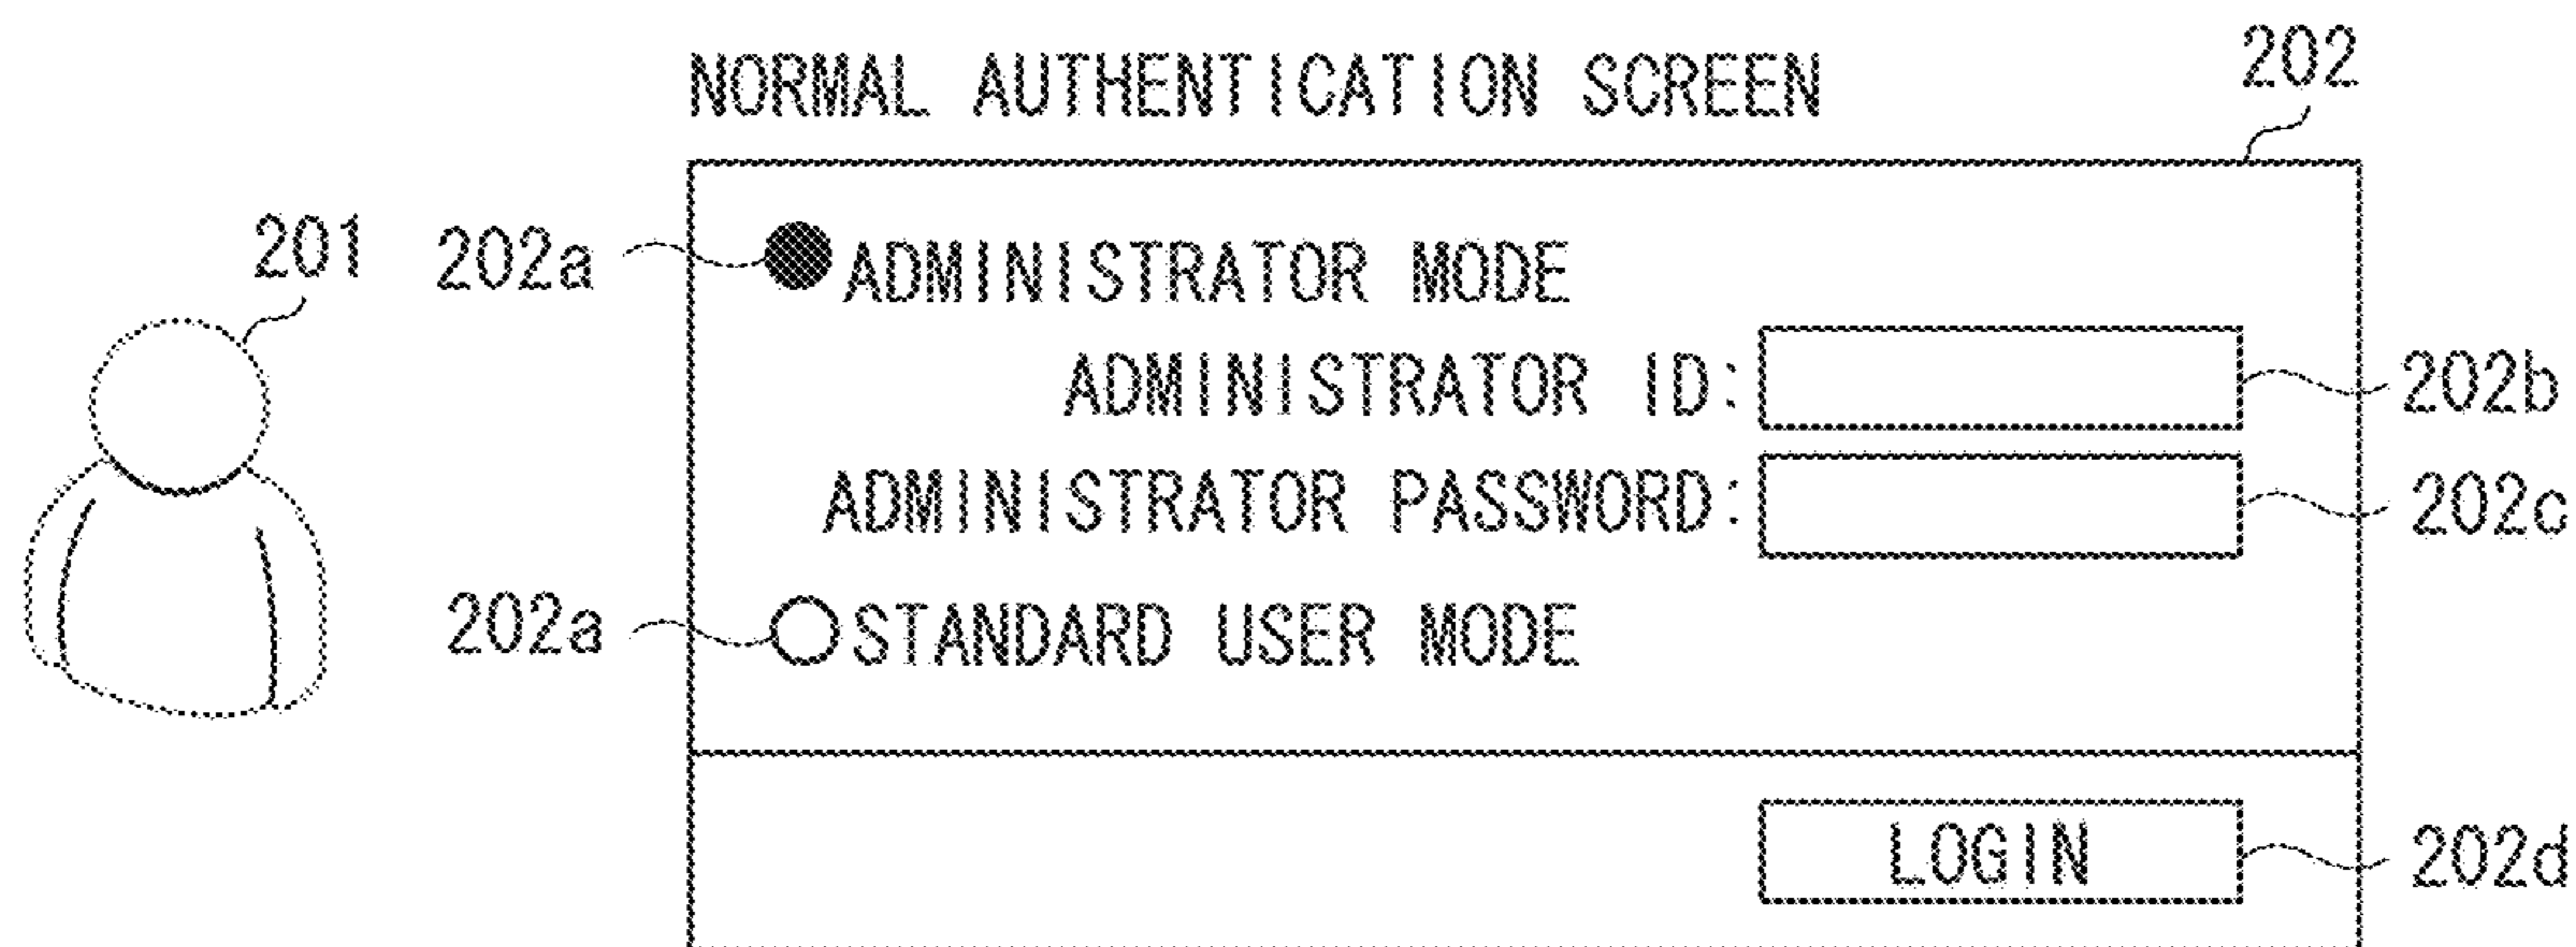 202
NORMAL AUTHENTICATION SCREEN
201
202a ADMINISTRATOR MODE
ADMINISTRATOR ID: 202b
ADMINISTRATOR PASSWORD: 202c
202a STANDARD USER MODE
LOGIN 202d